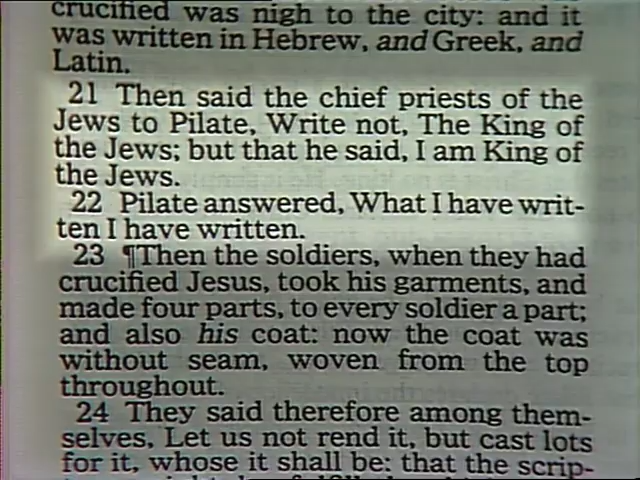 crucified was nigh to the city: and it
was written in Hebrew, and Greek, and
Latin.
21 Then said the chief priests of the
Jews to Pilate, Write not, The King of
the Jews; but that he said, I am King of
the Jews.
22 Pilate answered, What I have writ-
ten I have written.
23 ¶Then the soldiers, when they had
crucified Jesus, took his garments, and
made four parts, to every soldier a part;
and also his coat: now the coat was
without seam, woven from the top
throughout.
24 They said therefore among them-
selves, Let us not rend it, but cast lots
for it, whose it shall be: that the scrip-